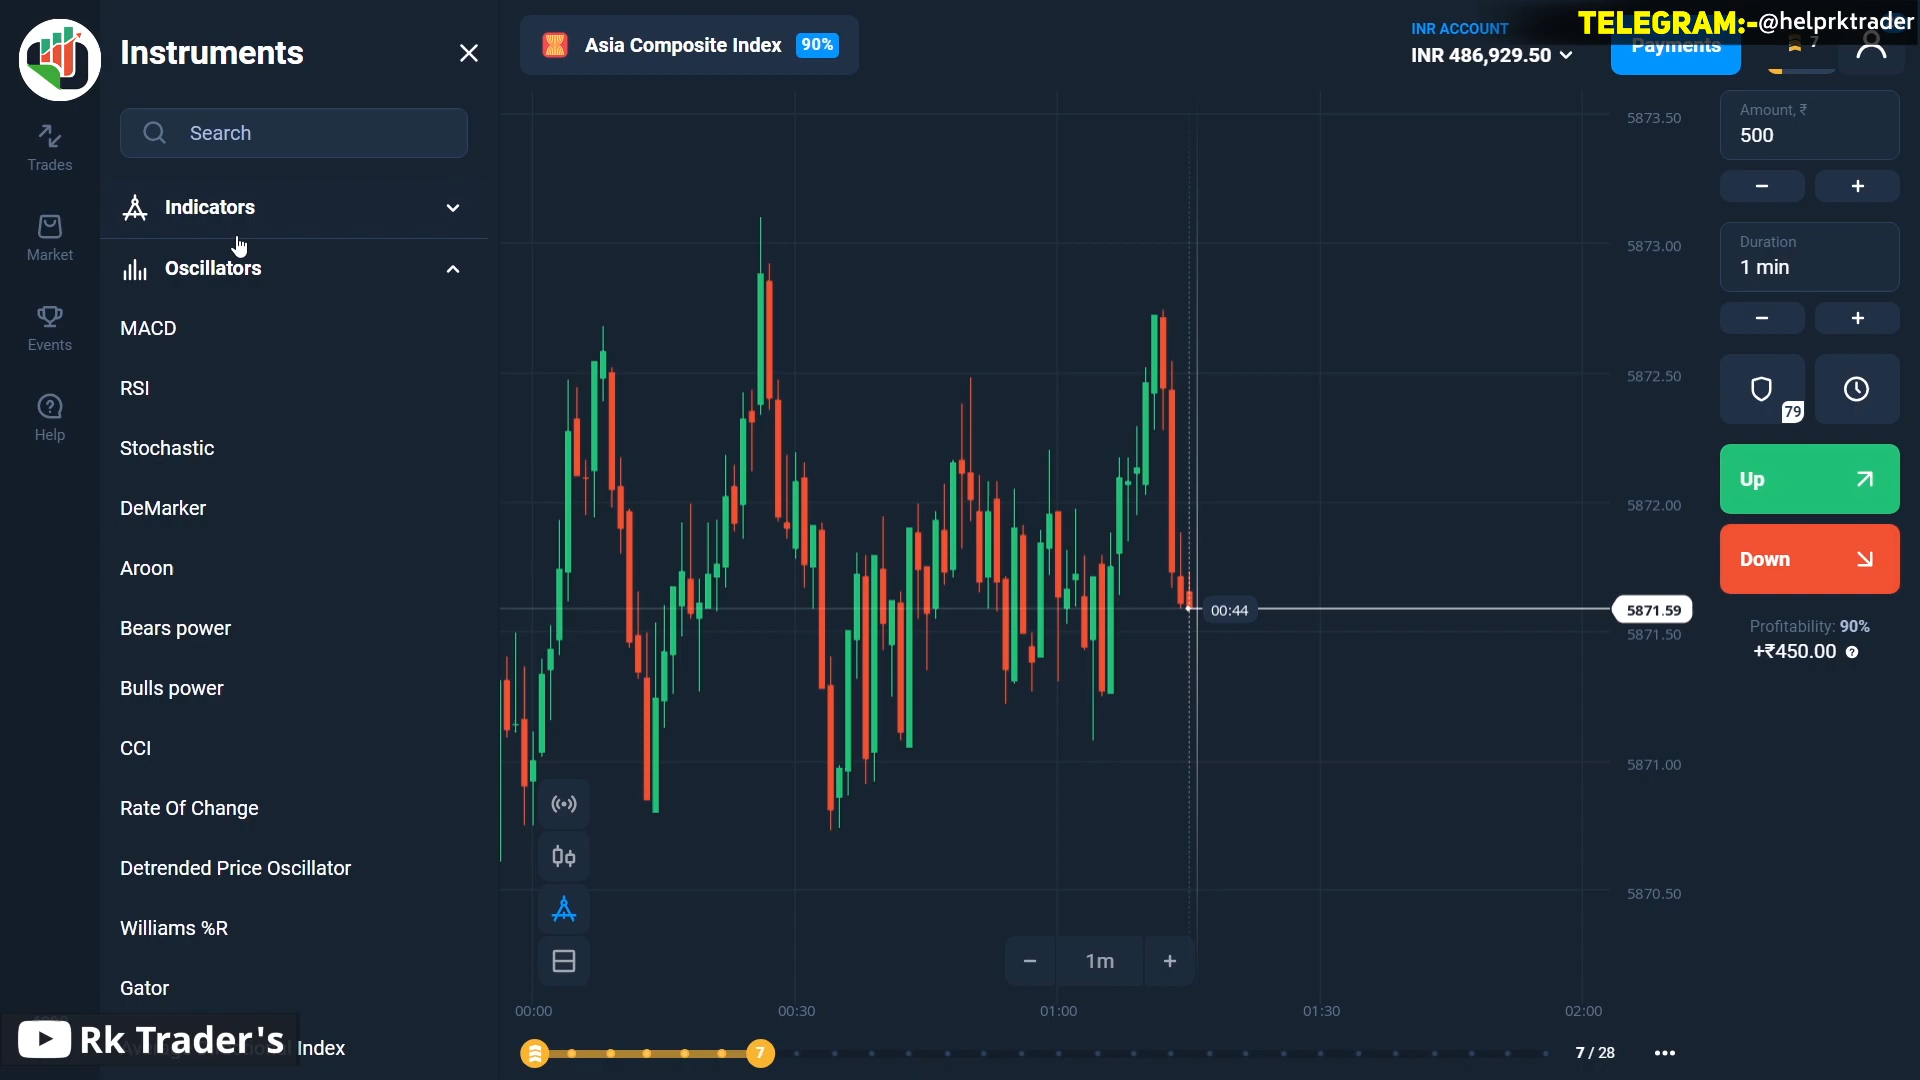 Instruments
Asia Composite Index 90%
INR ACCOUNT
INR 486,929.50
TELEGRAM:-@helprktrader
Payments
7
Search
Trades
Market
Events
Help
Indicators
Oscillators
MACD
RSI
Stochastic
DeMarker
Aroon
Bears power
Bulls power
CCI
Rate Of Change
Detrended Price Oscillator
Williams %R
Gator
Index
Rk Trader's
5873.50
5873.00
5872.50
5872.00
5871.59
5871.50
5871.00
5870.50
00:44
1m
00:00
00:30
01:00
01:30
02:00
7
7 / 28
Amount, ₹
500
Duration
1 min
79
Up
Down
Profitability: 90%
+₹450.00